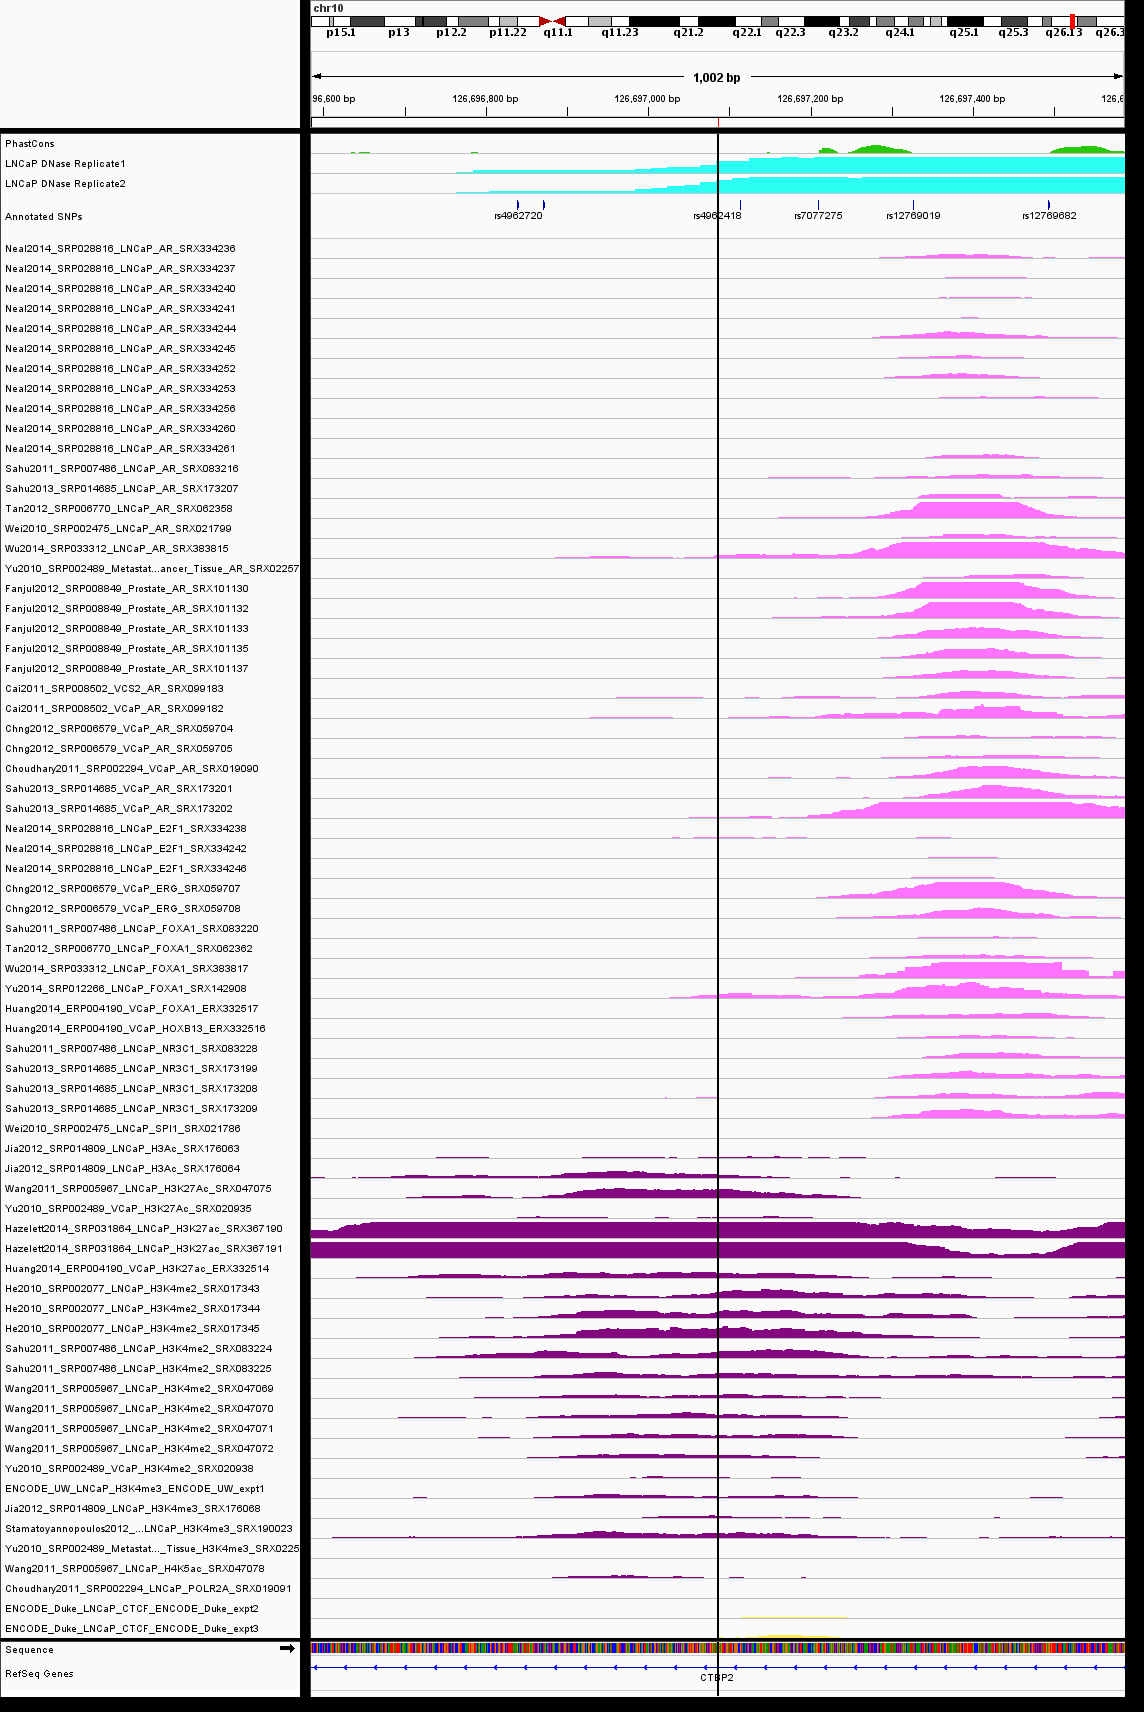 chr10
p15.1 p13 p12.2 p11.22 q11.1 q11.23 q21.2 q22.1 q22.3 q23.2 q24.1 q25.1 q25.3 q26.13 q26.3
1,002 bp
96,600 bp 126,696,800 bp 126,697,000 bp 126,697,200 bp 126,697,400 bp 126,6
PhastCons
LNCaP DNase Replicate1
LNCaP DNase Replicate2
Annotated SNPs
rs4962720 rs4962418 rs7077275 rs12769019 rs12769682
Neal2014_SRP028816_LNCaP_AR_SRX334236
Neal2014_SRP028816_LNCaP_AR_SRX334237
Neal2014_SRP028816_LNCaP_AR_SRX334240
Neal2014_SRP028816_LNCaP_AR_SRX334241
Neal2014_SRP028816_LNCaP_AR_SRX334244
Neal2014_SRP028816_LNCaP_AR_SRX334245
Neal2014_SRP028816_LNCaP_AR_SRX334252
Neal2014_SRP028816_LNCaP_AR_SRX334253
Neal2014_SRP028816_LNCaP_AR_SRX334256
Neal2014_SRP028816_LNCaP_AR_SRX334260
Neal2014_SRP028816_LNCaP_AR_SRX334261
Sahu2011_SRP007486_LNCaP_AR_SRX083216
Sahu2013_SRP014685_LNCaP_AR_SRX173207
Tan2012_SRP006770_LNCaP_AR_SRX062358
Wei2010_SRP002475_LNCaP_AR_SRX021799
Wu2014_SRP033312_LNCaP_AR_SRX383815
Yu2010_SRP002489_Metastat...ancer_Tissue_AR_SRX02257
Fanjul2012_SRP008849_Prostate_AR_SRX101130
Fanjul2012_SRP008849_Prostate_AR_SRX101132
Fanjul2012_SRP008849_Prostate_AR_SRX101133
Fanjul2012_SRP008849_Prostate_AR_SRX101135
Fanjul2012_SRP008849_Prostate_AR_SRX101137
Cai2011_SRP008502_VCS2_AR_SRX099183
Cai2011_SRP008502_VCaP_AR_SRX099182
Chng2012_SRP006579_VCaP_AR_SRX059704
Chng2012_SRP006579_VCaP_AR_SRX059705
Choudhary2011_SRP002294_VCaP_AR_SRX019090
Sahu2013_SRP014685_VCaP_AR_SRX173201
Sahu2013_SRP014685_VCaP_AR_SRX173202
Neal2014_SRP028816_LNCaP_E2F1_SRX334238
Neal2014_SRP028816_LNCaP_E2F1_SRX334242
Neal2014_SRP028816_LNCaP_E2F1_SRX334246
Chng2012_SRP006579_VCaP_ERG_SRX059707
Chng2012_SRP006579_VCaP_ERG_SRX059708
Sahu2011_SRP007486_LNCaP_FOXA1_SRX083220
Tan2012_SRP006770_LNCaP_FOXA1_SRX062362
Wu2014_SRP033312_LNCaP_FOXA1_SRX383817
Yu2014_SRP012266_LNCaP_FOXA1_SRX142908
Huang2014_ERP004190_VCaP_FOXA1_ERX332517
Huang2014_ERP004190_VCaP_HOXB13_ERX332516
Sahu2011_SRP007486_LNCaP_NR3C1_SRX083228
Sahu2013_SRP014685_LNCaP_NR3C1_SRX173199
Sahu2013_SRP014685_LNCaP_NR3C1_SRX173208
Sahu2013_SRP014685_LNCaP_NR3C1_SRX173209
Wei2010_SRP002475_LNCaP_SPI1_SRX021786
Jia2012_SRP014809_LNCaP_H3Ac_SRX176063
Jia2012_SRP014809_LNCaP_H3Ac_SRX176064
Wang2011_SRP005967_LNCaP_H3K27Ac_SRX047075
Yu2010_SRP002489_VCaP_H3K27Ac_SRX020935
Hazelett2014_SRP031864_LNCaP_H3K27ac_SRX367190
Hazelett2014_SRP031864_LNCaP_H3K27ac_SRX367191
Huang2014_ERP004190_VCaP_H3K27ac_ERX332514
He2010_SRP002077_LNCaP_H3K4me2_SRX017343
He2010_SRP002077_LNCaP_H3K4me2_SRX017344
He2010_SRP002077_LNCaP_H3K4me2_SRX017345
Sahu2011_SRP007486_LNCaP_H3K4me2_SRX083224
Sahu2011_SRP007486_LNCaP_H3K4me2_SRX083225
Wang2011_SRP005967_LNCaP_H3K4me2_SRX047069
Wang2011_SRP005967_LNCaP_H3K4me2_SRX047070
Wang2011_SRP005967_LNCaP_H3K4me2_SRX047071
Wang2011_SRP005967_LNCaP_H3K4me2_SRX047072
Yu2010_SRP002489_VCaP_H3K4me2_SRX020938
ENCODE_UW_LNCaP_H3K4me3_ENCODE_UW_expt1
Jia2012_SRP014809_LNCaP_H3K4me3_SRX176068
Stamatoyannopoulos2012_...LNCaP_H3K4me3_SRX190023
Yu2010_SRP002489_Metastat..._Tissue_H3K4me3_SRX0225
Wang2011_SRP005967_LNCaP_H4K5ac_SRX047078
Choudhary2011_SRP002294_LNCaP_POLR2A_SRX019091
ENCODE_Duke_LNCaP_CTCF_ENCODE_Duke_expt2
ENCODE_Duke_LNCaP_CTCF_ENCODE_Duke_expt3
Sequence
RefSeq Genes
CTBP2